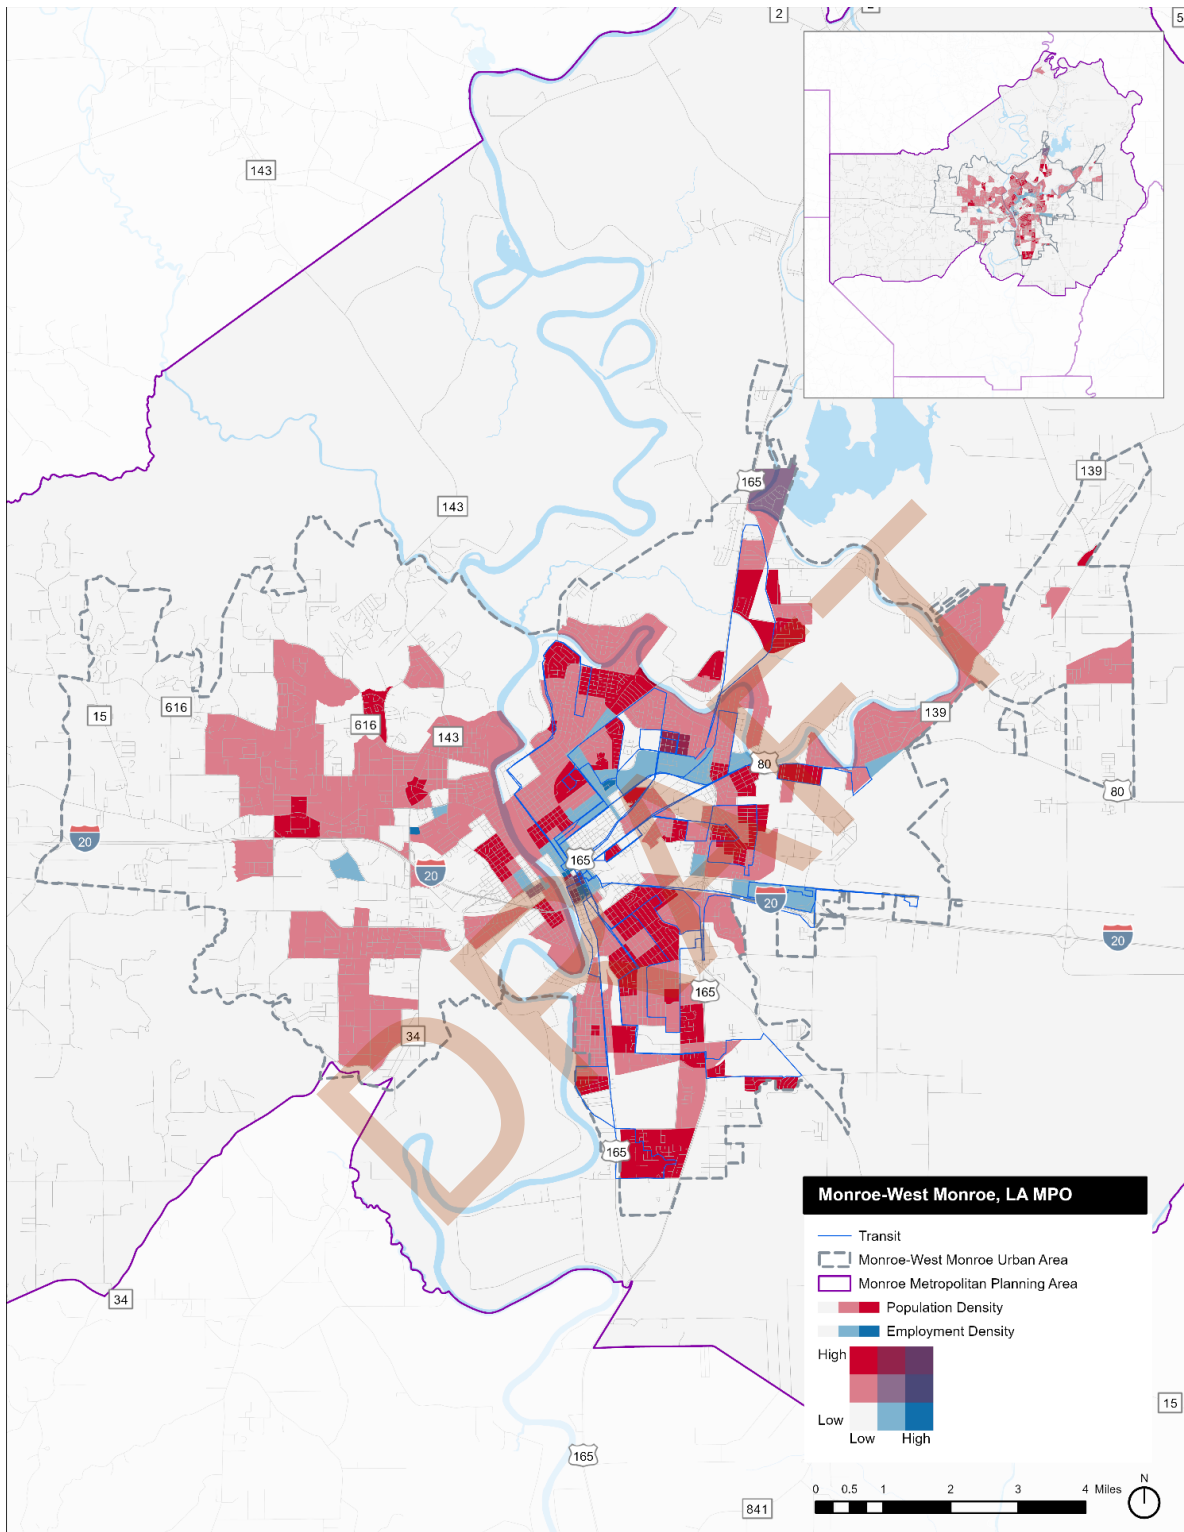 2
5
143
165
139
143
15
616
616
143
139
80
80
20
20
165
20
20
165
34
165
34
DRAFT
Monroe-West Monroe, LA MPO
Transit
Monroe-West Monroe Urban Area
Monroe Metropolitan Planning Area
Population Density
Employment Density
High
Low
Low High
15
165
841
0 0.5 1 2 3 4 Miles
N